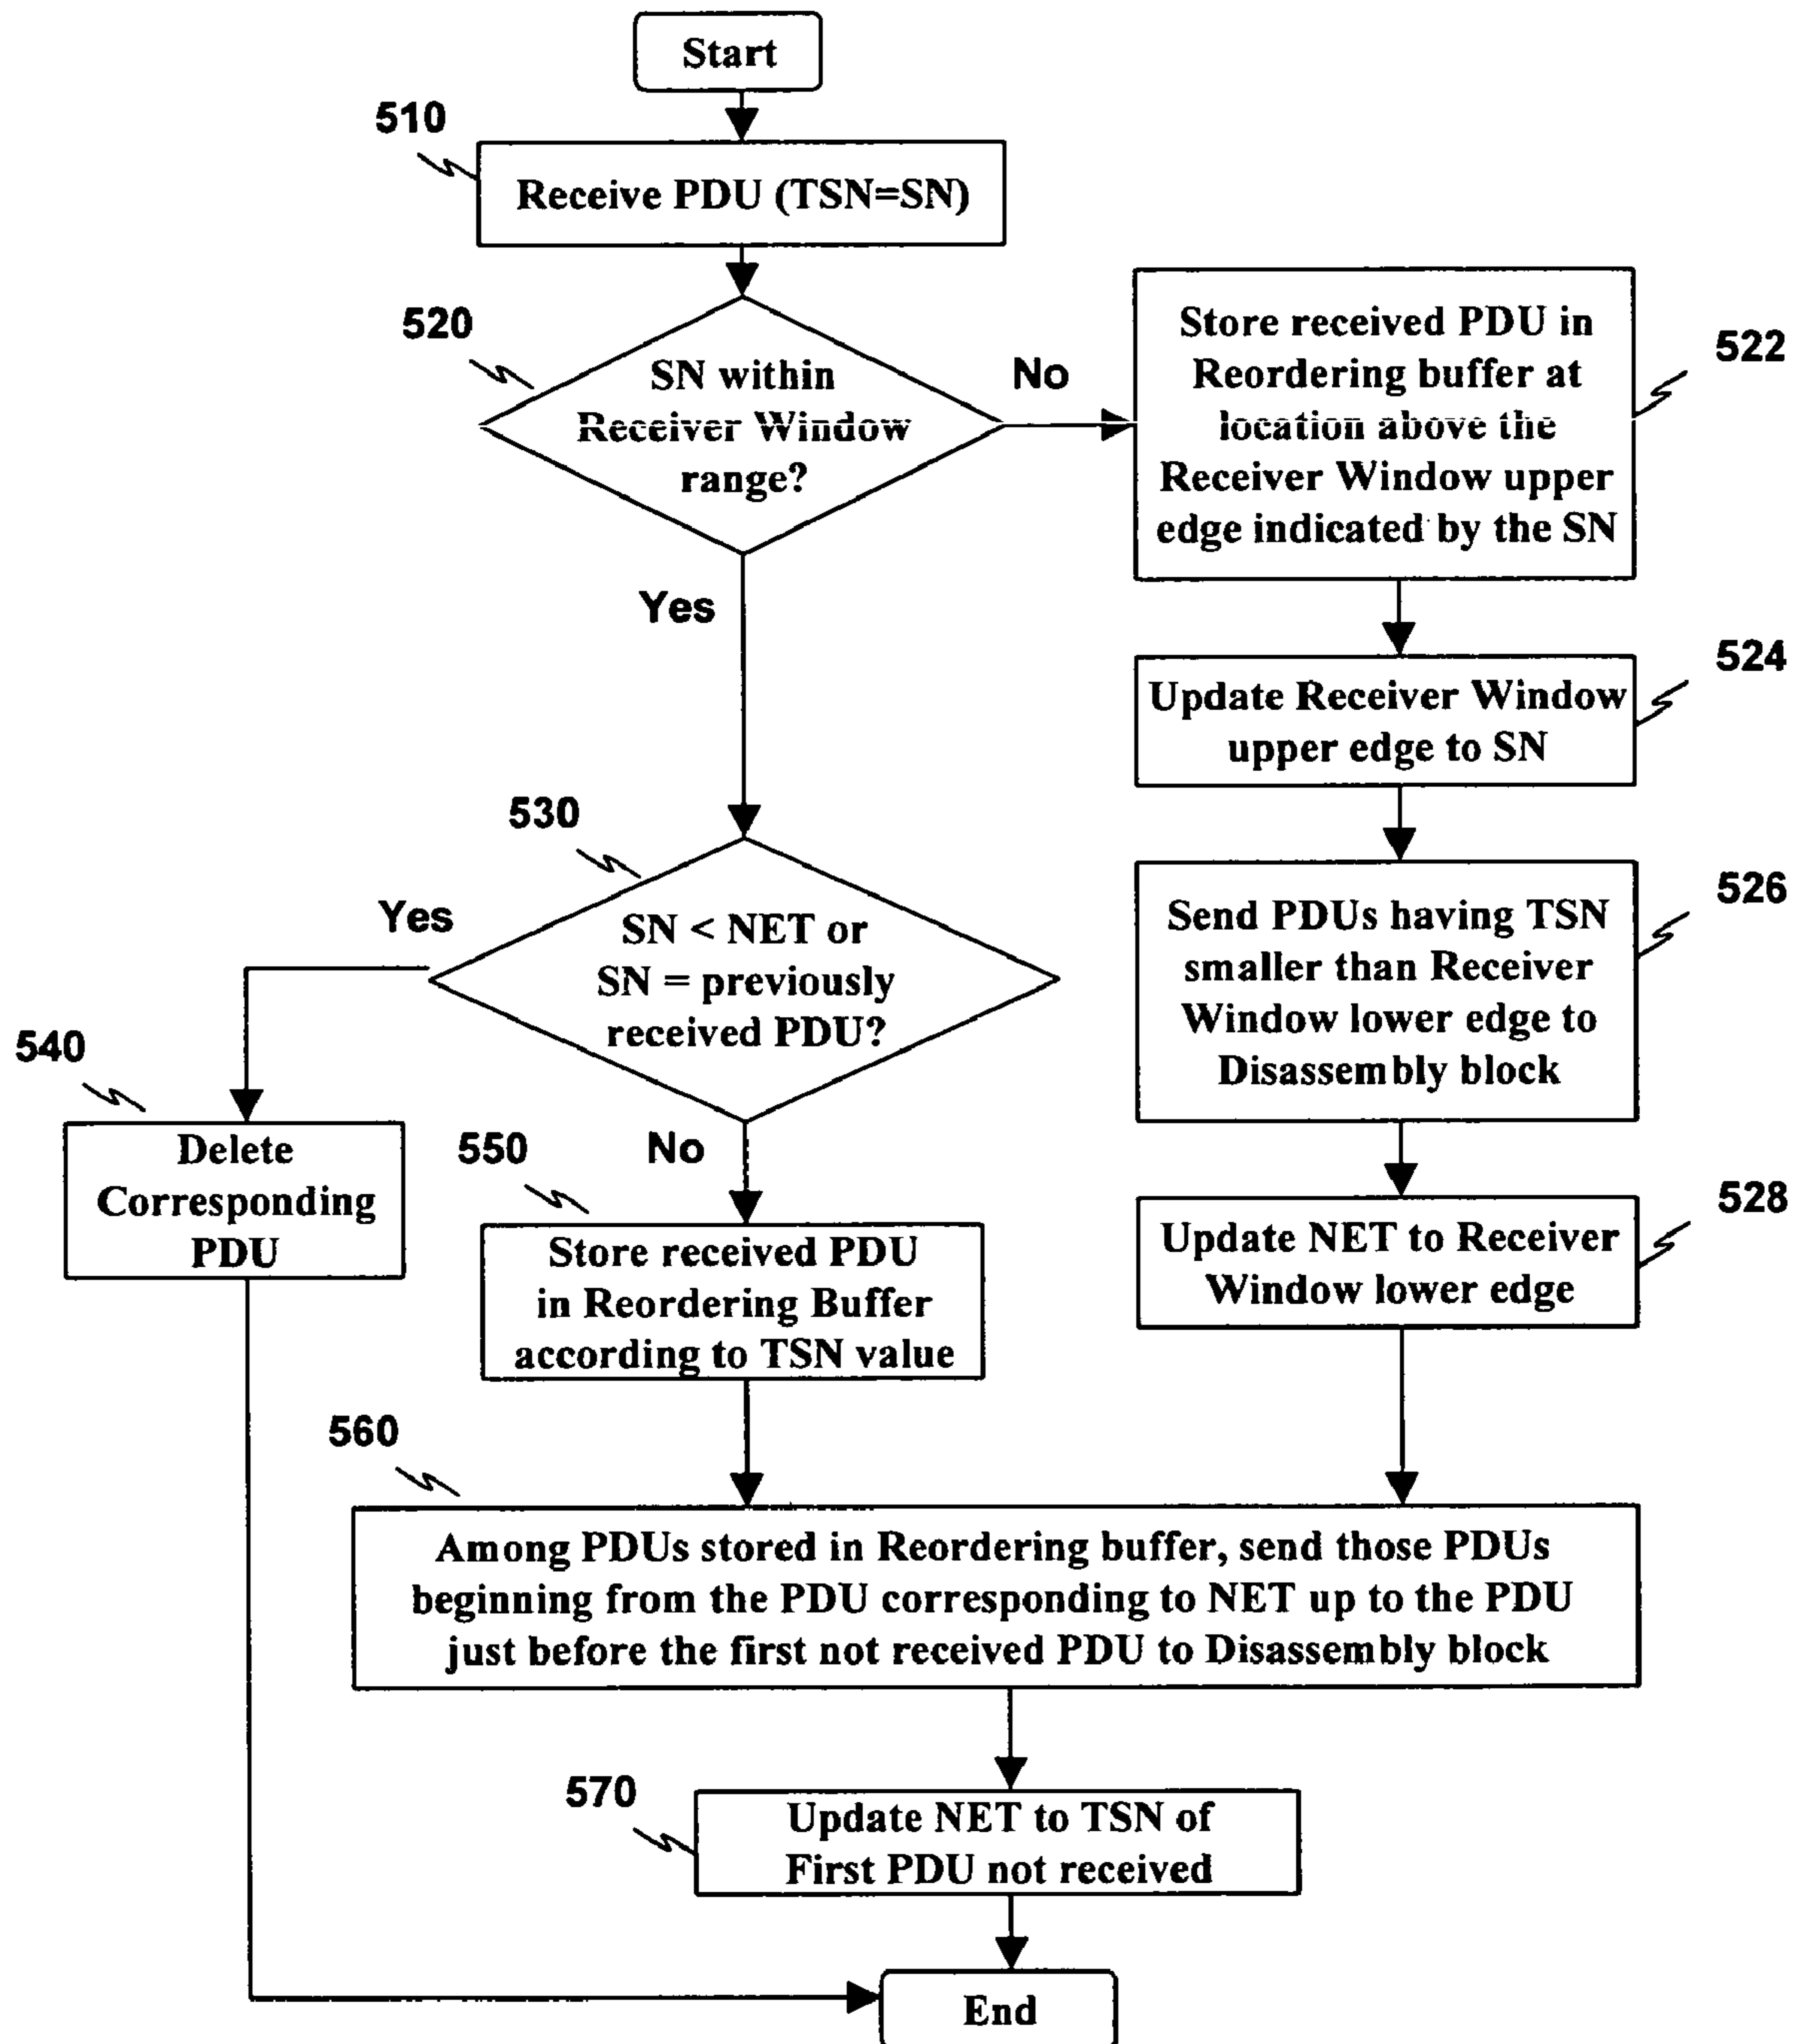 Start
510
Receive PDU (TSN=SN)
520
SN within
Receiver Window
range?
No
Yes
Store received PDU in
Reordering buffer at
location above the
Receiver Window upper
edge indicated by the SN
522
Update Receiver Window
upper edge to SN
524
Send PDUs having TSN
smaller than Receiver
Window lower edge to
Disassembly block
526
Update NET to Receiver
Window lower edge
528
530
SN < NET or
SN = previously
received PDU?
Yes
No
540
Delete
Corresponding
PDU
550
Store received PDU
in Reordering Buffer
according to TSN value
560
Among PDUs stored in Reordering buffer, send those PDUs
beginning from the PDU corresponding to NET up to the PDU
just before the first not received PDU to Disassembly block
570
Update NET to TSN of
First PDU not received
End